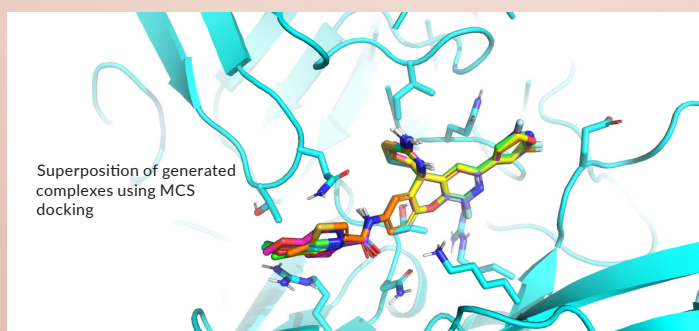 Superposition of generated
complexes using MCS
docking